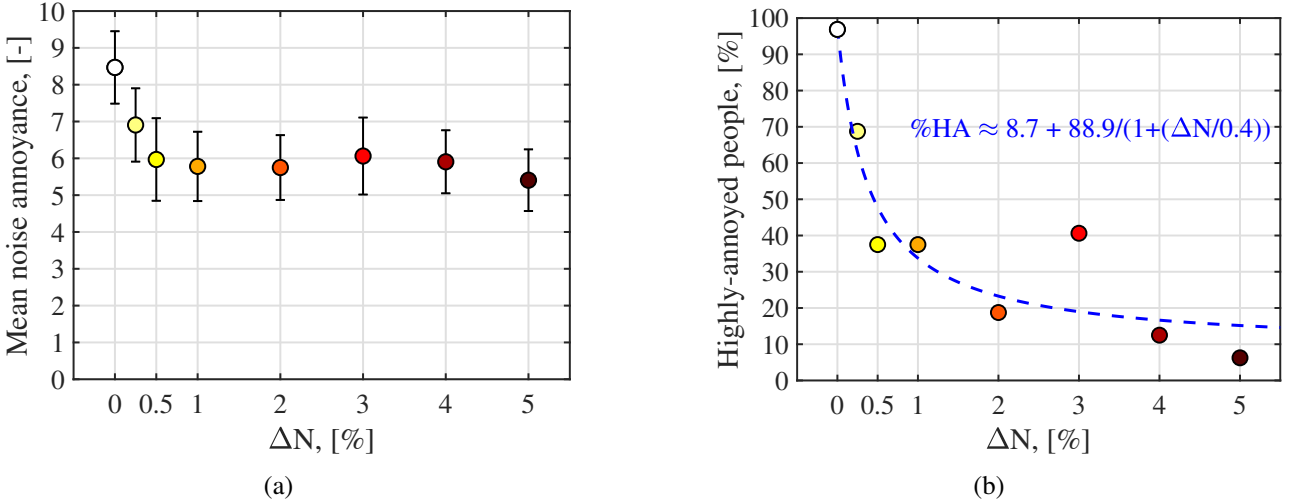 10
9
8
7
6
5
4
3
2
1
0
Mean noise annoyance, [-]
0 0.5 1 2 3 4 5
ΔN, [%]
(a)
100
90
80
70
60
50
40
30
20
10
0
Highly-annoyed people, [%]
%HA ≈ 8.7 + 88.9/(1+(ΔN/0.4))
0 0.5 1 2 3 4 5
ΔN, [%]
(b)